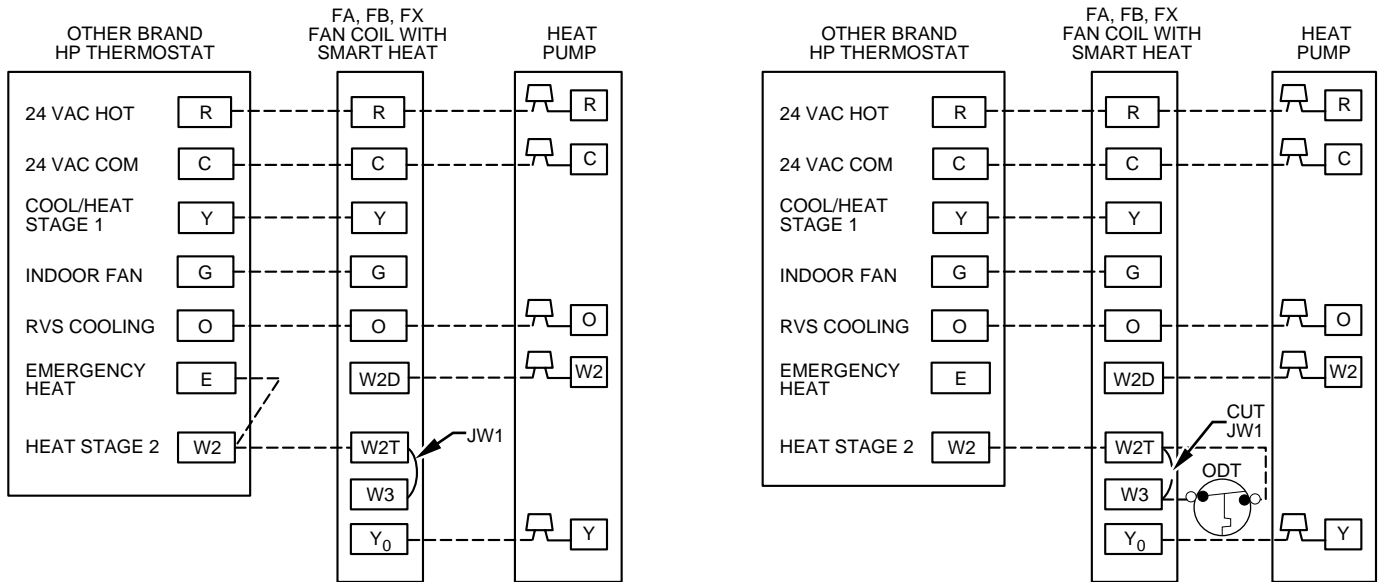 OTHER BRAND
HP THERMOSTAT
FA, FB, FX
FAN COIL WITH
SMART HEAT
HEAT
PUMP
24 VAC HOT R R R
24 VAC COM C C C
COOL/HEAT
STAGE 1 Y Y
INDOOR FAN G G
RVS COOLING O O O
EMERGENCY
HEAT E W2D W2
HEAT STAGE 2 W2 W2T JW1
W3
Y0 Y
OTHER BRAND
HP THERMOSTAT
FA, FB, FX
FAN COIL WITH
SMART HEAT
HEAT
PUMP
24 VAC HOT R R R
24 VAC COM C C C
COOL/HEAT
STAGE 1 Y Y
INDOOR FAN G G
RVS COOLING O O O
EMERGENCY
HEAT E W2D W2
CUT
JW1
HEAT STAGE 2 W2 W2T
ODT
W3
Y0 Y